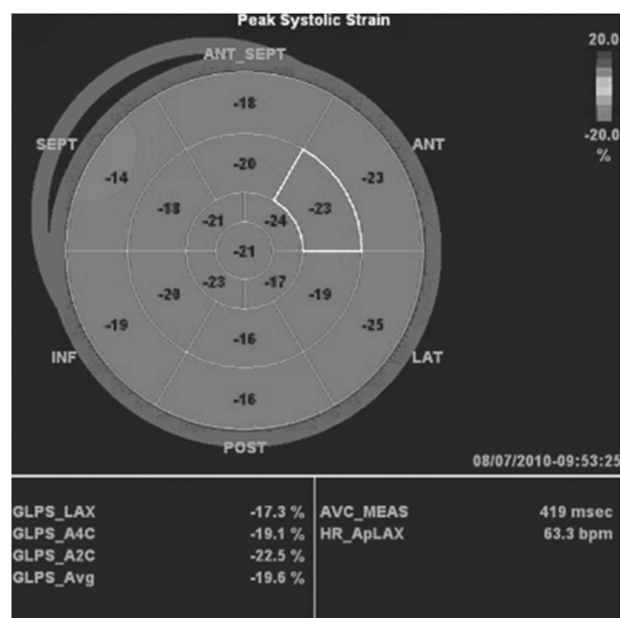 Peak Systolic Strain
20.0
ANT_SEPT
-18
SEPT
ANT
-20.0
%
-20
-14
-23
-18
-23
-21
-24
-21
-23
-17
-20
-19
-19
-25
-16
INF
LAT
-16
POST
08/07/2010-09:53:25
GLPS_LAX -17.3 % AVC_MEAS 419 msec
GLPS_A4C -19.1 % HR_ApLAX 63.3 bpm
GLPS_A2C -22.5 %
GLPS_Avg -19.6 %